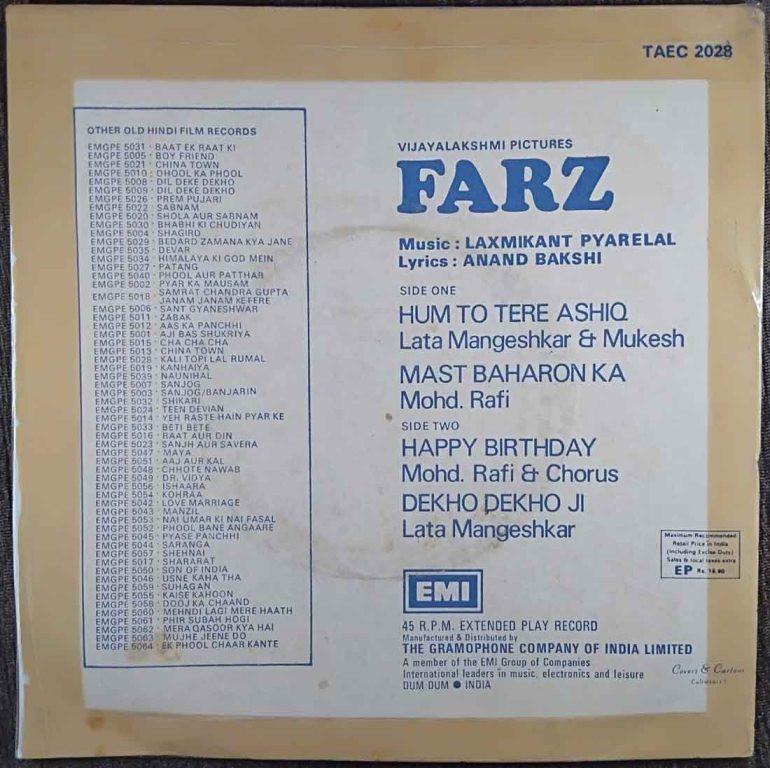 TAEC 2028
OTHER OLD HINDI FILM RECORDS
EMGPE 5031 · BAAT EK RAAT KI
EMGPE 5005 · BOY FRIEND
EMGPE 5021 · CHINA TOWN
EMGPE 5010 : DHOOL KA PHOOL
EMGPE 5008 · DIL DEKE DEKHO
EMGPE 5009 · DIL DEKE DEKHO
EMGPE 5026 · PREM PUJARI
EMGPE 5022 · SABNAM
EMGPE 5020 · SHOLA AUR SABNAM
EMGPE 5030 · BHABHI KI CHUDIYAN
EMGPE 5004 · SHAGIRD
EMGPE 5029 · BEDARD ZAMANA KYA JANE
EMGPE 5035 · DEVAR
EMGPE 5034 · HIMALAYA KI GOD MEIN
EMGPE 5027 · PATANG
EMGPE 5040 · PHOOL AUR PATTHAR
EMGPE 5002 · PYAR KA MAUSAM
EMGPE 5018 · SAMRAT CHANDRA GUPTA
JANAM JANAM KE FERE
EMGPE 5006 · SANT GYANESHWAR
EMGPE 5011 · ZABAK
EMGPE 5012 · AAS KA PANCHHI
EMGPE 5001 · AJI BAS SHUKRIYA
EMGPE 5015 · CHA CHA CHA
EMGPE 5013 · CHINA TOWN
EMGPE 5028 · KALI TOPI LAL RUMAL
EMGPE 5019 · KANHAIYA
EMGPE 5039 · NAUNIHAL
EMGPE 5007 · SANJOG
EMGPE 5003 · SANJOG/BANJARIN
EMGPE 5032 · SHIKARI
EMGPE 5024 · TEEN DEVIAN
EMGPE 5014 · YEH RASTE HAIN PYAR KE
EMGPE 5033 · BETI BETE
EMGPE 5016 · RAAT AUR DIN
EMGPE 5023 · SANJH AUR SAVERA
EMGPE 5047 · MAYA
EMGPE 5051 · AAJ AUR KAL
EMGPE 5048 · CHHOTE NAWAB
EMGPE 5049 · DR. VIDYA
EMGPE 5056 · ISHAARA
EMGPE 5054 · KOHRAA
EMGPE 5042 · LOVE MARRIAGE
EMGPE 5043 · MANZIL
EMGPE 5053 · NAI UMAR KI NAI FASAL
EMGPE 5052 · PHOOL BANE ANGAARE
EMGPE 5045 · PYASE PANCHHI
EMGPE 5044 · SARANGA
EMGPE 5057 · SHEHNAI
EMGPE 5017 · SHARARAT
EMGPE 5050 · SON OF INDIA
EMGPE 5046 · USNE KAHA THA
EMGPE 5059 · SUHAGAN
EMGPE 5055 · KAISE KAHOON
EMGPE 5058 · DOOJ KA CHAAND
EMGPE 5060 · MEHNDI LAGI MERE HAATH
EMGPE 5061 · PHIR SUBAH HOGI
EMGPE 5062 · MERA QASOOR KYA HAI
EMGPE 5063 · MUJHE JEENE DO
EMGPE 5064 · EK PHOOL CHAAR KANTE
VIJAYALAKSHMI PICTURES
FARZ
Music : LAXMIKANT PYARELAL
Lyrics : ANAND BAKSHI
SIDE ONE
HUM TO TERE ASHIQ
Lata Mangeshkar & Mukesh
MAST BAHARON KA
Mohd. Rafi
SIDE TWO
HAPPY BIRTHDAY
Mohd. Rafi & Chorus
DEKHO DEKHO JI
Lata Mangeshkar
Maximum Recommended
Retail Price in India
(Including Excise Duty)
Sales & local taxes extra
EP Rs.
EMI
45 R.P.M. EXTENDED PLAY RECORD
Manufactured & Distributed by
THE GRAMOPHONE COMPANY OF INDIA LIMITED
A member of the EMI Group of Companies
International leaders in music, electronics and leisure
DUM DUM ● INDIA
Covers & Cartons